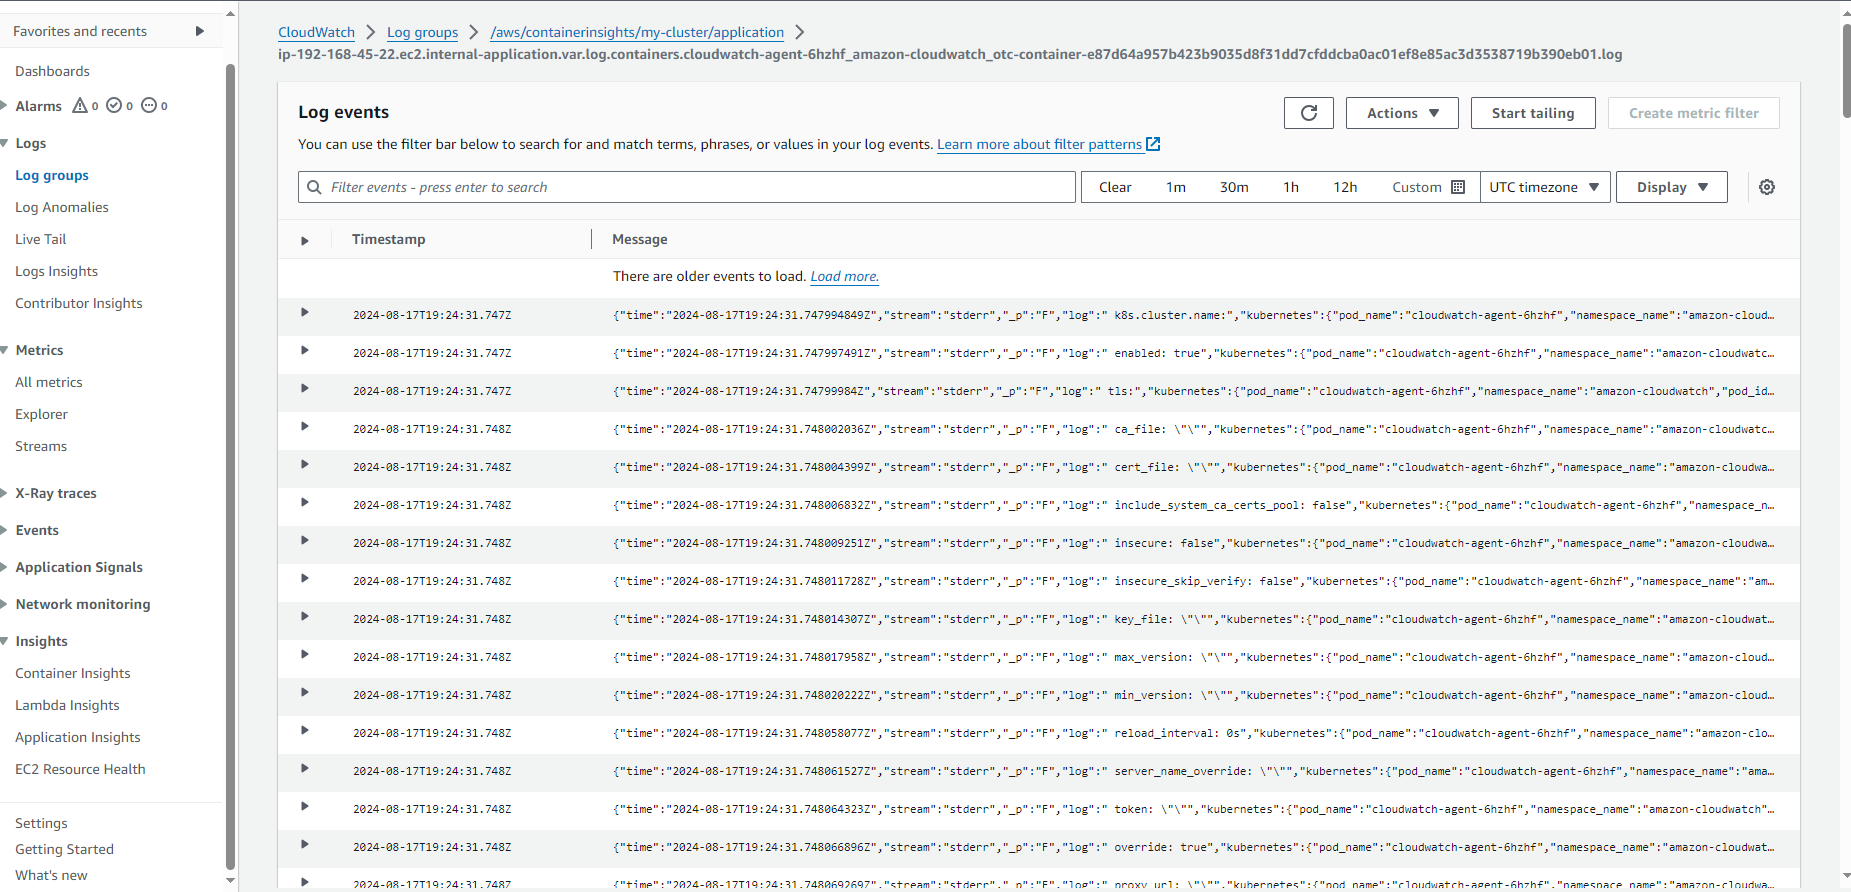 Favorites and recents
Dashboards
Alarms 0 0 0
Logs
Log groups
Log Anomalies
Live Tail
Logs Insights
Contributor Insights
Metrics
All metrics
Explorer
Streams
X-Ray traces
Events
Application Signals
Network monitoring
Insights
Container Insights
Lambda Insights
Application Insights
EC2 Resource Health
Settings
Getting Started
What's new
CloudWatch > Log groups > /aws/containerinsights/my-cluster/application >
ip-192-168-45-22.ec2.internal-application.var.log.containers.cloudwatch-agent-6hzhf_amazon-cloudwatch_otc-container-e87d64a957b423b9035d8f31dd7cfddcba0ac01ef8e85ac3d3538719b390eb01.log
Log events
Actions
Start tailing
Create metric filter
You can use the filter bar below to search for and match terms, phrases, or values in your log events. Learn more about filter patterns
Filter events - press enter to search
Clear 1m 30m 1h 12h Custom UTC timezone Display
Timestamp Message
There are older events to load. Load more.
2024-08-17T19:24:31.747Z {"time":"2024-08-17T19:24:31.747994849Z","stream":"stderr","_p":"F","log":" k8s.cluster.name:","kubernetes":{"pod_name":"cloudwatch-agent-6hzhf","namespace_name":"amazon-cloud…
2024-08-17T19:24:31.747Z {"time":"2024-08-17T19:24:31.747997491Z","stream":"stderr","_p":"F","log":" enabled: true","kubernetes":{"pod_name":"cloudwatch-agent-6hzhf","namespace_name":"amazon-cloudwatc…
2024-08-17T19:24:31.747Z {"time":"2024-08-17T19:24:31.74799984Z","stream":"stderr","_p":"F","log":" tls:","kubernetes":{"pod_name":"cloudwatch-agent-6hzhf","namespace_name":"amazon-cloudwatch","pod_id…
2024-08-17T19:24:31.748Z {"time":"2024-08-17T19:24:31.748002036Z","stream":"stderr","_p":"F","log":" ca_file: \"\"","kubernetes":{"pod_name":"cloudwatch-agent-6hzhf","namespace_name":"amazon-cloudwatc…
2024-08-17T19:24:31.748Z {"time":"2024-08-17T19:24:31.748004399Z","stream":"stderr","_p":"F","log":" cert_file: \"\"","kubernetes":{"pod_name":"cloudwatch-agent-6hzhf","namespace_name":"amazon-cloudwa…
2024-08-17T19:24:31.748Z {"time":"2024-08-17T19:24:31.748006832Z","stream":"stderr","_p":"F","log":" include_system_ca_certs_pool: false","kubernetes":{"pod_name":"cloudwatch-agent-6hzhf","namespace_n…
2024-08-17T19:24:31.748Z {"time":"2024-08-17T19:24:31.748009251Z","stream":"stderr","_p":"F","log":" insecure: false","kubernetes":{"pod_name":"cloudwatch-agent-6hzhf","namespace_name":"amazon-cloudwa…
2024-08-17T19:24:31.748Z {"time":"2024-08-17T19:24:31.748011728Z","stream":"stderr","_p":"F","log":" insecure_skip_verify: false","kubernetes":{"pod_name":"cloudwatch-agent-6hzhf","namespace_name":"am…
2024-08-17T19:24:31.748Z {"time":"2024-08-17T19:24:31.748014307Z","stream":"stderr","_p":"F","log":" key_file: \"\"","kubernetes":{"pod_name":"cloudwatch-agent-6hzhf","namespace_name":"amazon-cloudwat…
2024-08-17T19:24:31.748Z {"time":"2024-08-17T19:24:31.748017958Z","stream":"stderr","_p":"F","log":" max_version: \"\"","kubernetes":{"pod_name":"cloudwatch-agent-6hzhf","namespace_name":"amazon-cloud…
2024-08-17T19:24:31.748Z {"time":"2024-08-17T19:24:31.748020222Z","stream":"stderr","_p":"F","log":" min_version: \"\"","kubernetes":{"pod_name":"cloudwatch-agent-6hzhf","namespace_name":"amazon-cloud…
2024-08-17T19:24:31.748Z {"time":"2024-08-17T19:24:31.748058077Z","stream":"stderr","_p":"F","log":" reload_interval: 0s","kubernetes":{"pod_name":"cloudwatch-agent-6hzhf","namespace_name":"amazon-clo…
2024-08-17T19:24:31.748Z {"time":"2024-08-17T19:24:31.748061527Z","stream":"stderr","_p":"F","log":" server_name_override: \"\"","kubernetes":{"pod_name":"cloudwatch-agent-6hzhf","namespace_name":"ama…
2024-08-17T19:24:31.748Z {"time":"2024-08-17T19:24:31.748064323Z","stream":"stderr","_p":"F","log":" token: \"\"","kubernetes":{"pod_name":"cloudwatch-agent-6hzhf","namespace_name":"amazon-cloudwatch"…
2024-08-17T19:24:31.748Z {"time":"2024-08-17T19:24:31.748066896Z","stream":"stderr","_p":"F","log":" override: true","kubernetes":{"pod_name":"cloudwatch-agent-6hzhf","namespace_name":"amazon-cloudwat…
2024-08-17T19:24:31.748Z {"time":"2024-08-17T19:24:31.748069269Z","stream":"stderr","_p":"F","log":" proxy_url: \"\"","kubernetes":{"pod_name":"cloudwatch-agent-6hzhf","namespace_name":"amazon-cloudwa…